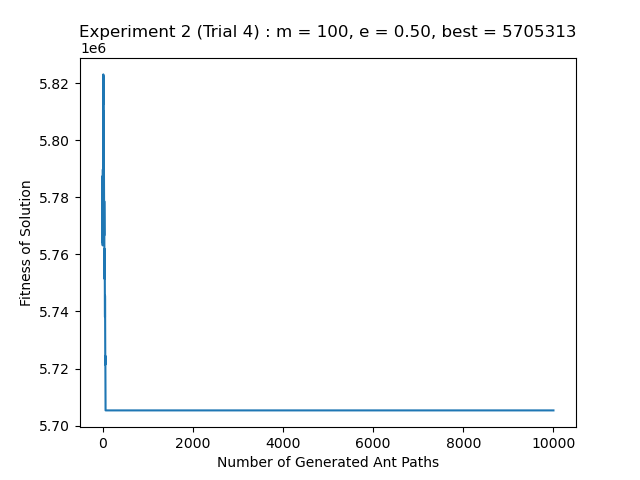 Experiment 2 (Trial 4) : m = 100, e = 0.50, best = 5705313
1e6
5.82
5.80
5.78
5.76
5.74
5.72
5.70
Fitness of Solution
0 2000 4000 6000 8000 10000
Number of Generated Ant Paths